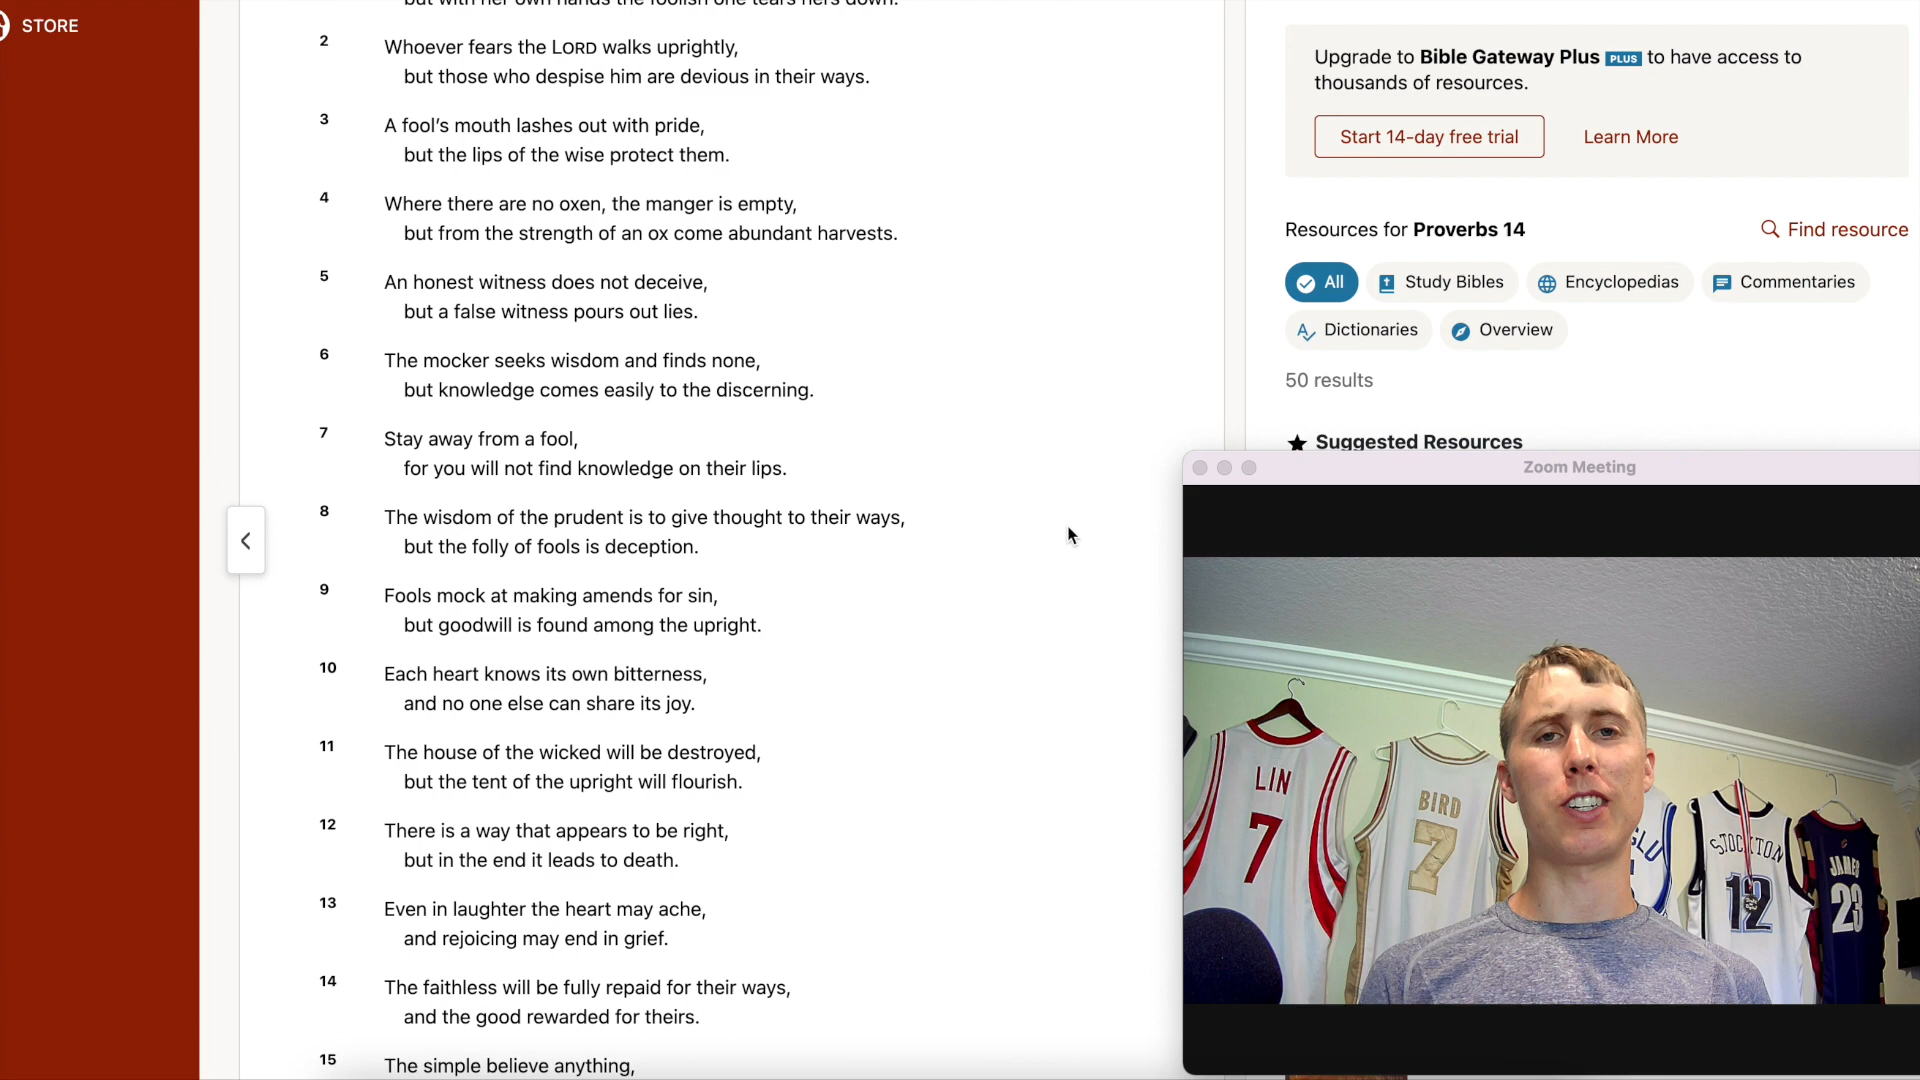 STORE
but with her own hands the foolish one tears hers down.
2 Whoever fears the LORD walks uprightly,
but those who despise him are devious in their ways.
3 A fool’s mouth lashes out with pride,
but the lips of the wise protect them.
4 Where there are no oxen, the manger is empty,
but from the strength of an ox come abundant harvests.
5 An honest witness does not deceive,
but a false witness pours out lies.
6 The mocker seeks wisdom and finds none,
but knowledge comes easily to the discerning.
7 Stay away from a fool,
for you will not find knowledge on their lips.
8 The wisdom of the prudent is to give thought to their ways,
but the folly of fools is deception.
9 Fools mock at making amends for sin,
but goodwill is found among the upright.
10 Each heart knows its own bitterness,
and no one else can share its joy.
11 The house of the wicked will be destroyed,
but the tent of the upright will flourish.
12 There is a way that appears to be right,
but in the end it leads to death.
13 Even in laughter the heart may ache,
and rejoicing may end in grief.
14 The faithless will be fully repaid for their ways,
and the good rewarded for theirs.
15 The simple believe anything,
Upgrade to Bible Gateway Plus PLUS to have access to
thousands of resources.
Start 14-day free trial Learn More
Resources for Proverbs 14 Find resource
All Study Bibles Encyclopedias Commentaries
Dictionaries Overview
50 results
Suggested Resources
Zoom Meeting
LIN
7
BIRD
7
STOCKTON
12
JAMES
23